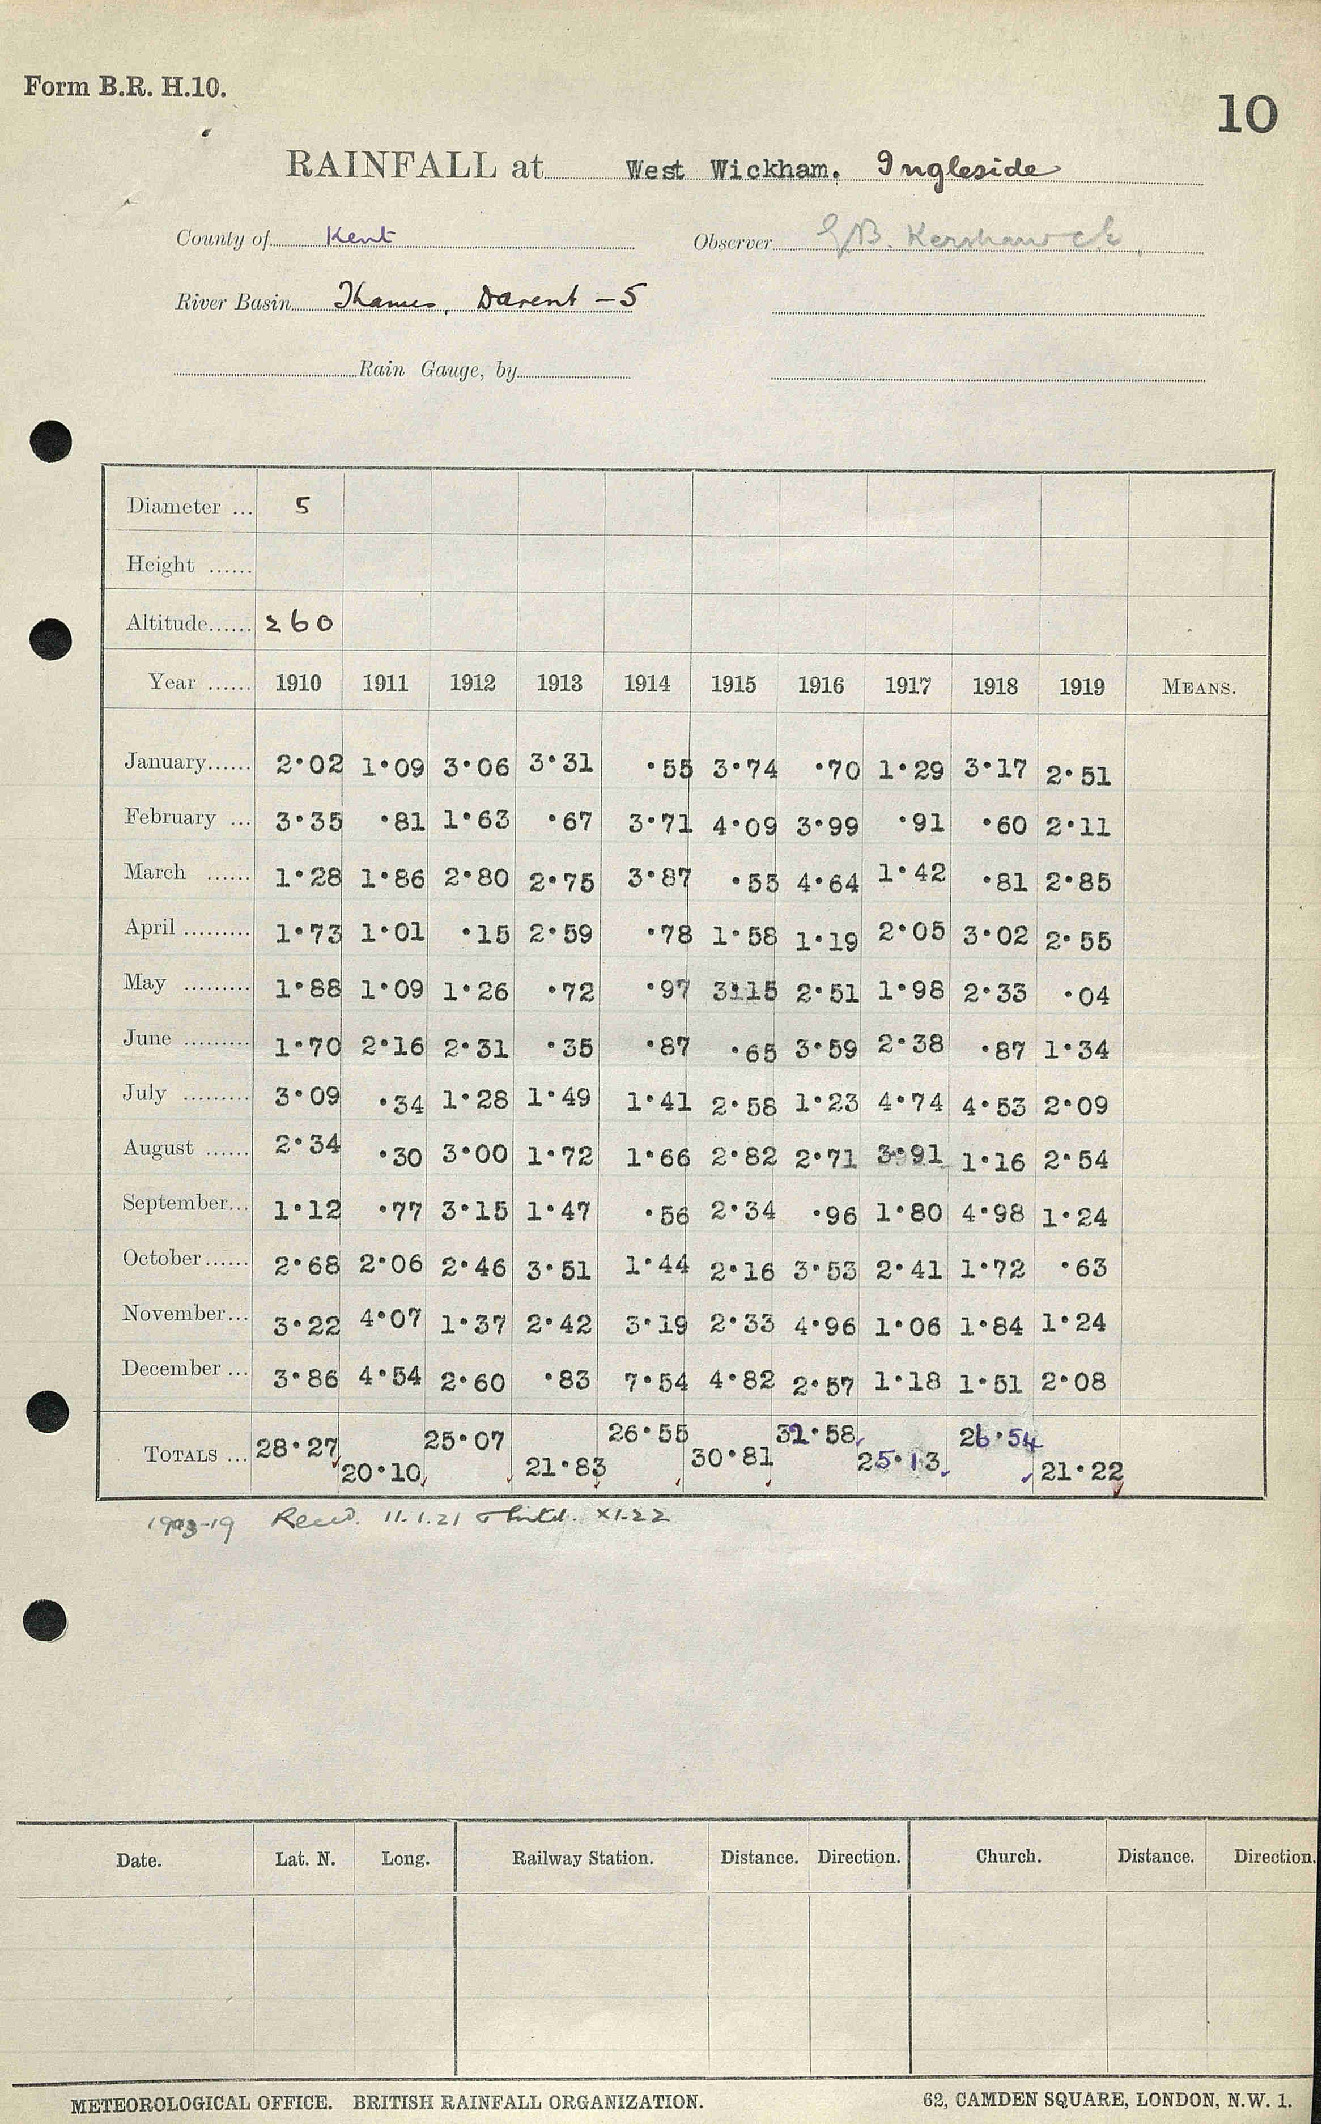 Form B.R. H.10.
10
RAINFALL at West Wickham. Ingleside
County of Kent Observer G.B. Kershaw
River Basin Thames, Darent - 5
Rain Gauge, by
Diameter ... 5
Height ......
Altitude...... 260
Year ...... 1910 1911 1912 1913 1914 1915 1916 1917 1918 1919 MEANS.
January...... 2·02 1·09 3·06 3·31 ·55 3·74 ·70 1·29 3·17 2·51
February ... 3·35 ·81 1·63 ·67 3·71 4·09 3·99 ·91 ·60 2·11
March ...... 1·28 1·86 2·80 2·75 3·87 ·55 4·64 1·42 ·81 2·85
April ......... 1·73 1·01 ·15 2·59 ·78 1·58 1·19 2·05 3·02 2·55
May ......... 1·88 1·09 1·26 ·72 ·97 3·15 2·51 1·98 2·33 ·04
June ......... 1·70 2·16 2·31 ·35 ·87 ·65 3·59 2·38 ·87 1·34
July ......... 3·09 ·34 1·28 1·49 1·41 2·58 1·23 4·74 4·53 2·09
August ...... 2·34 ·30 3·00 1·72 1·66 2·82 2·71 3·91 1·16 2·54
September... 1·12 ·77 3·15 1·47 ·56 2·34 ·96 1·80 4·98 1·24
October...... 2·68 2·06 2·46 3·51 1·44 2·16 3·53 2·41 1·72 ·63
November... 3·22 4·07 1·37 2·42 3·19 2·33 4·96 1·06 1·84 1·24
December ... 3·86 4·54 2·60 ·83 7·54 4·82 2·57 1·18 1·51 2·08
TOTALS ... 28·27 20·10 25·07 21·83 26·55 30·81 32·58 25·13 26·54 21·22
1903-19 Recd. 11.1.21 XI.22
Date. Lat. N. Long. Railway Station. Distance. Direction. Church. Distance. Direction.
METEOROLOGICAL OFFICE. BRITISH RAINFALL ORGANIZATION. 62, CAMDEN SQUARE, LONDON, N.W. 1.